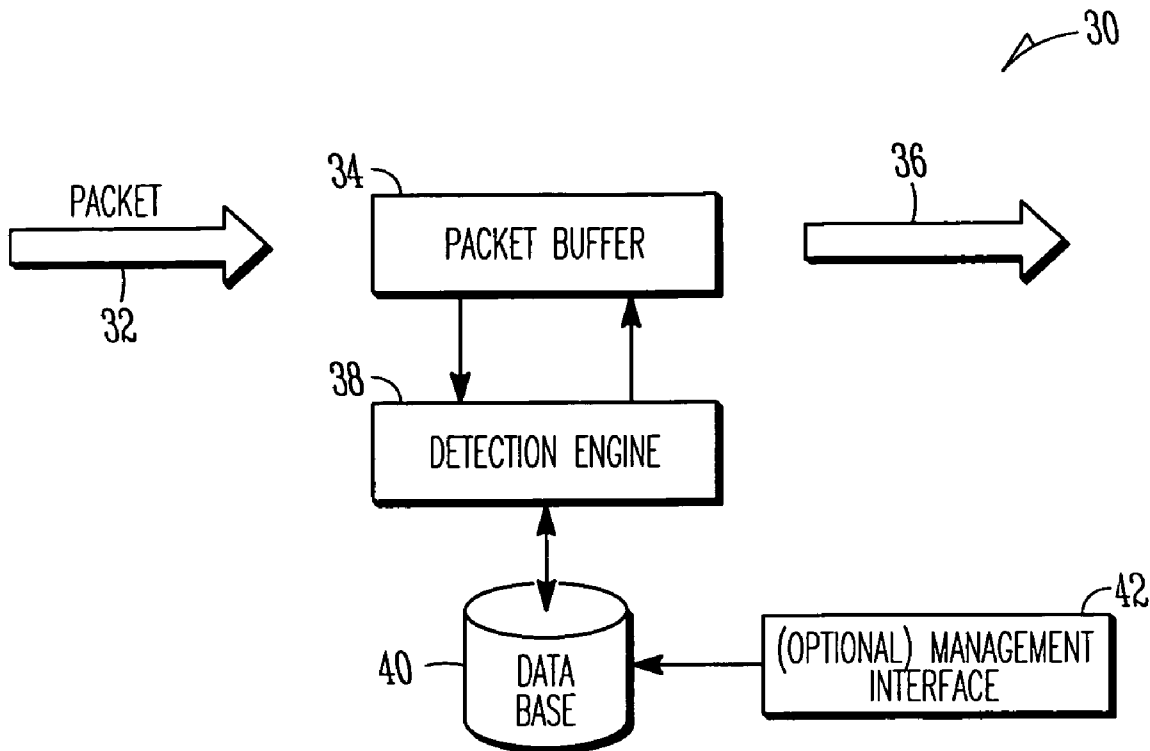 30
36
34
PACKET
PACKET BUFFER
32
38
DETECTION ENGINE
42
(OPTIONAL) MANAGEMENT
INTERFACE
40
DATA
BASE